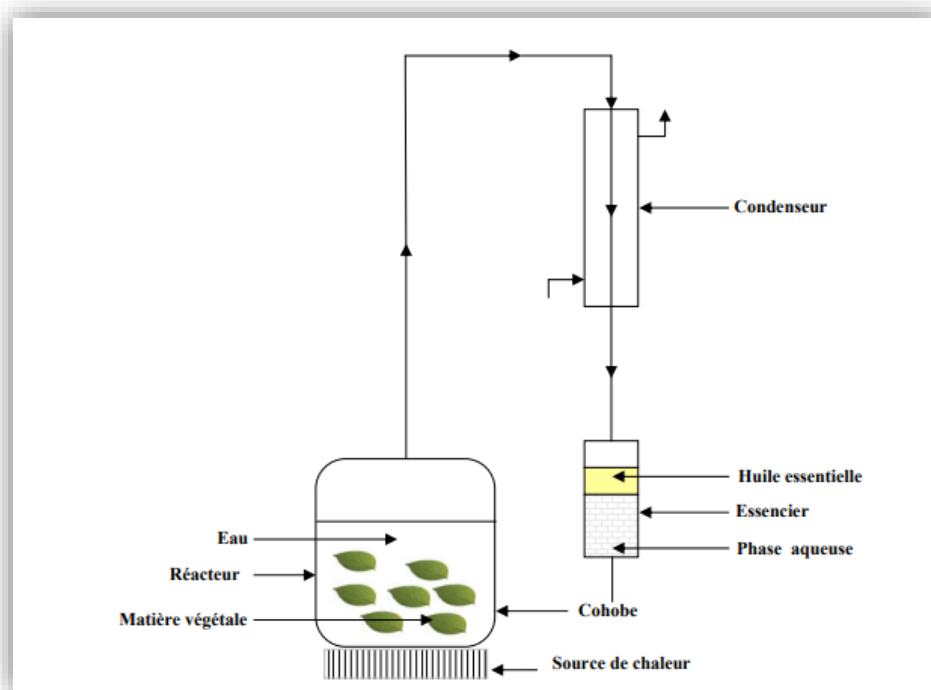 Condenseur
Huile essentielle
Essencier
Phase aqueuse
Eau
Réacteur
Matière végétale
Cohobe
Source de chaleur